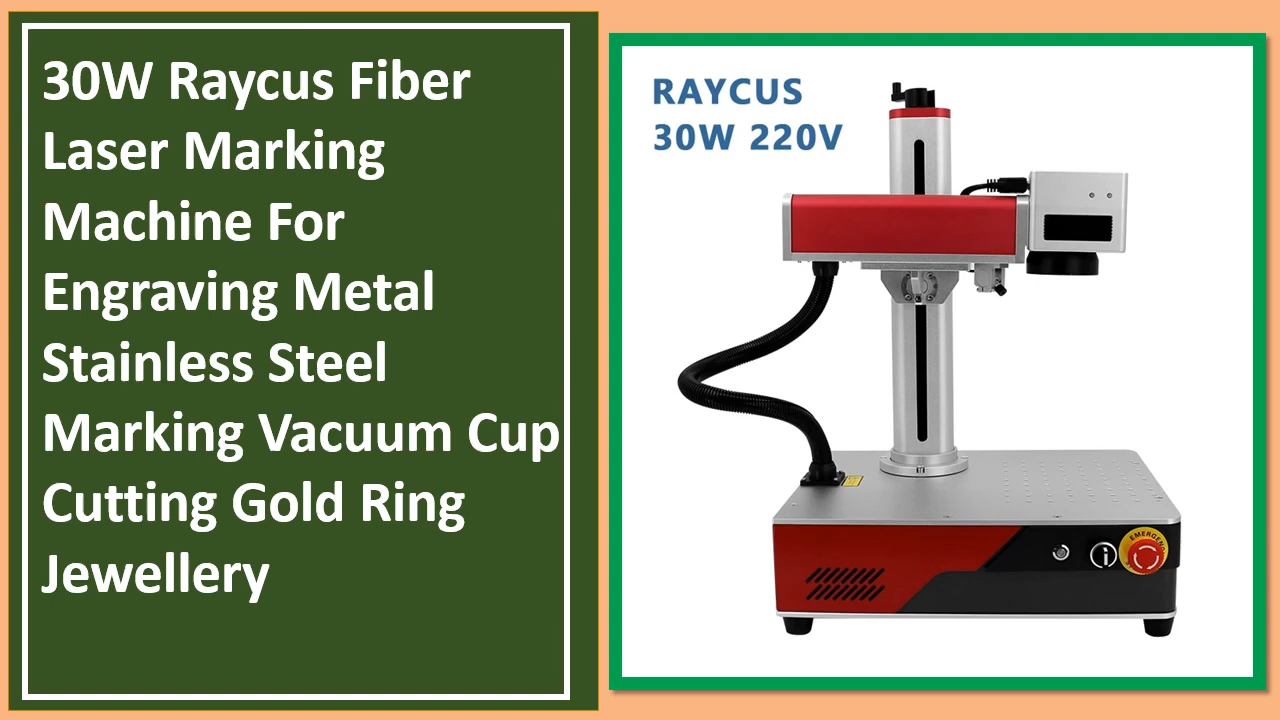 30W Raycus Fiber
Laser Marking
Machine For
Engraving Metal
Stainless Steel
Marking Vacuum Cup
Cutting Gold Ring
Jewellery
RAYCUS
30W 220V
EMERGENC